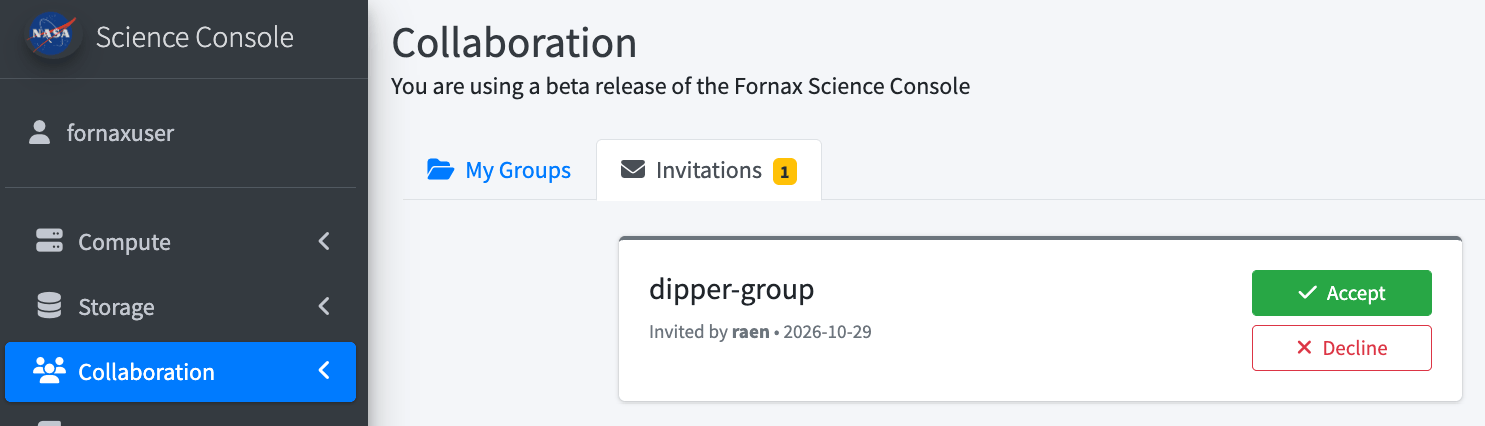 NASA
Science Console
fornaxuser
Compute
Storage
Collaboration
Collaboration
You are using a beta release of the Fornax Science Console
My Groups
Invitations 1
dipper-group
Invited by raen • 2026-10-29
Accept
Decline